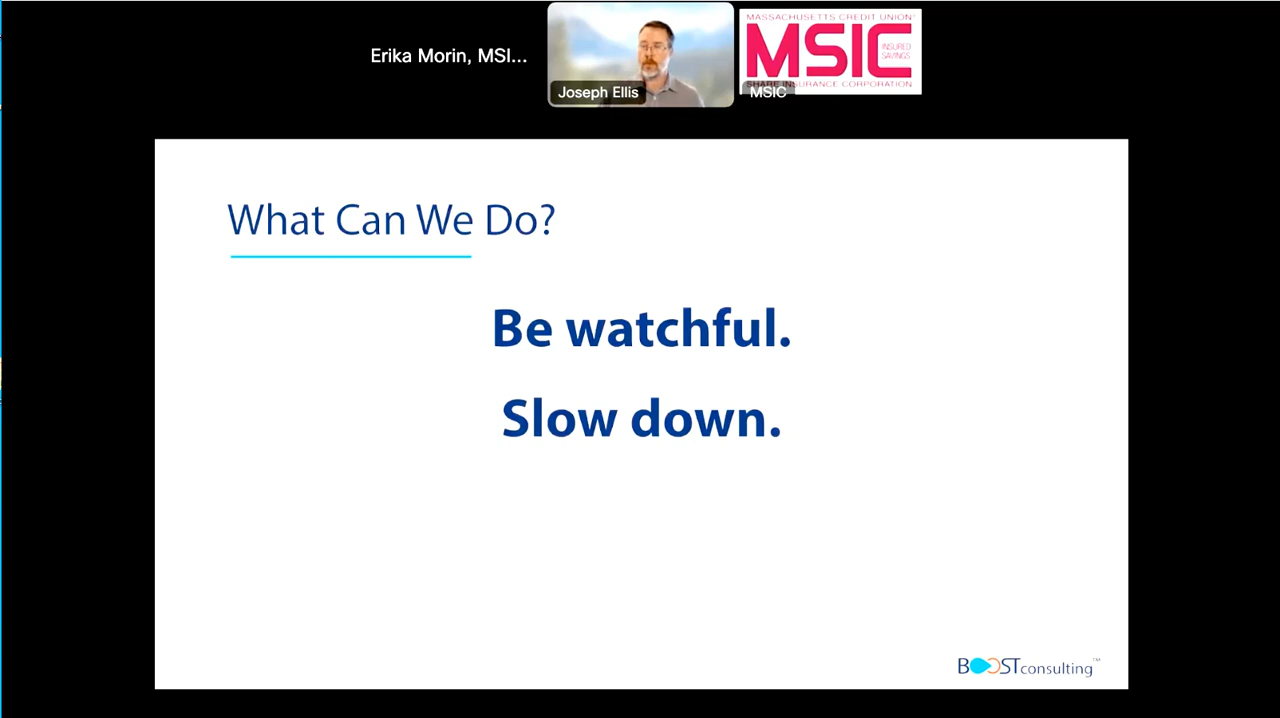 Erika Morin, MSI...
Joseph Ellis
MASSACHUSETTS CREDIT UNION
MSIC
INSURED
SAVINGS
SHARE INSURANCE CORPORATION
MSIC
What Can We Do?
Be watchful.
Slow down.
BOOSTconsulting™